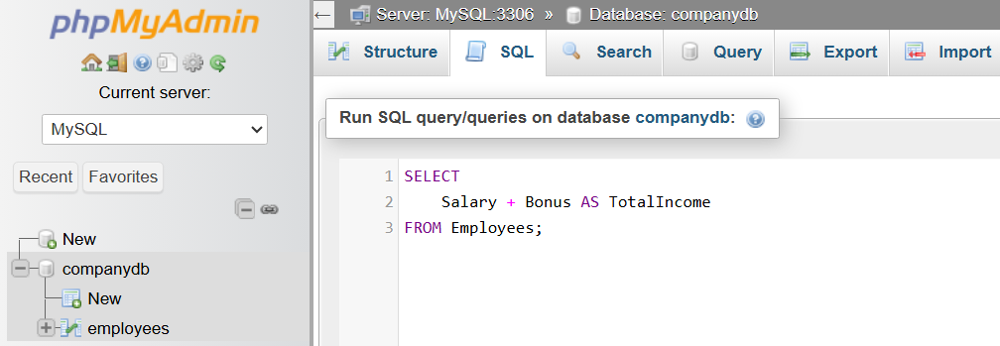 phpMyAdmin
Current server:
MySQL
Recent Favorites
New
companydb
New
employees
← Server: MySQL:3306 » Database: companydb
Structure SQL Search Query Export Import
Run SQL query/queries on database companydb:
1 SELECT
2 Salary + Bonus AS TotalIncome
3 FROM Employees;